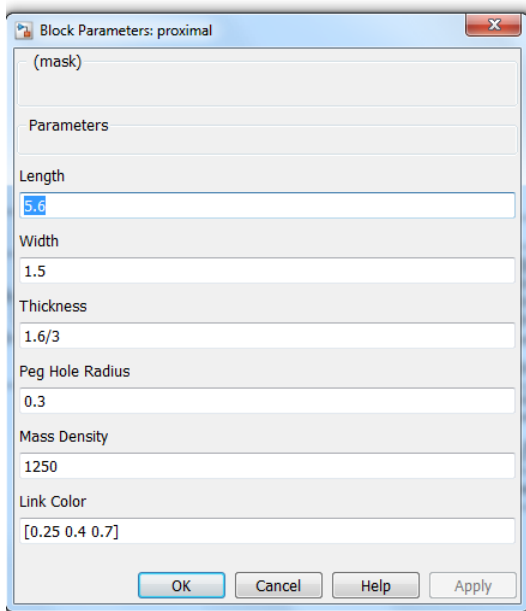 Block Parameters: proximal
(mask)
Parameters
Length
5.6
Width
1.5
Thickness
1.6/3
Peg Hole Radius
0.3
Mass Density
1250
Link Color
[0.25 0.4 0.7]
OK Cancel Help Apply